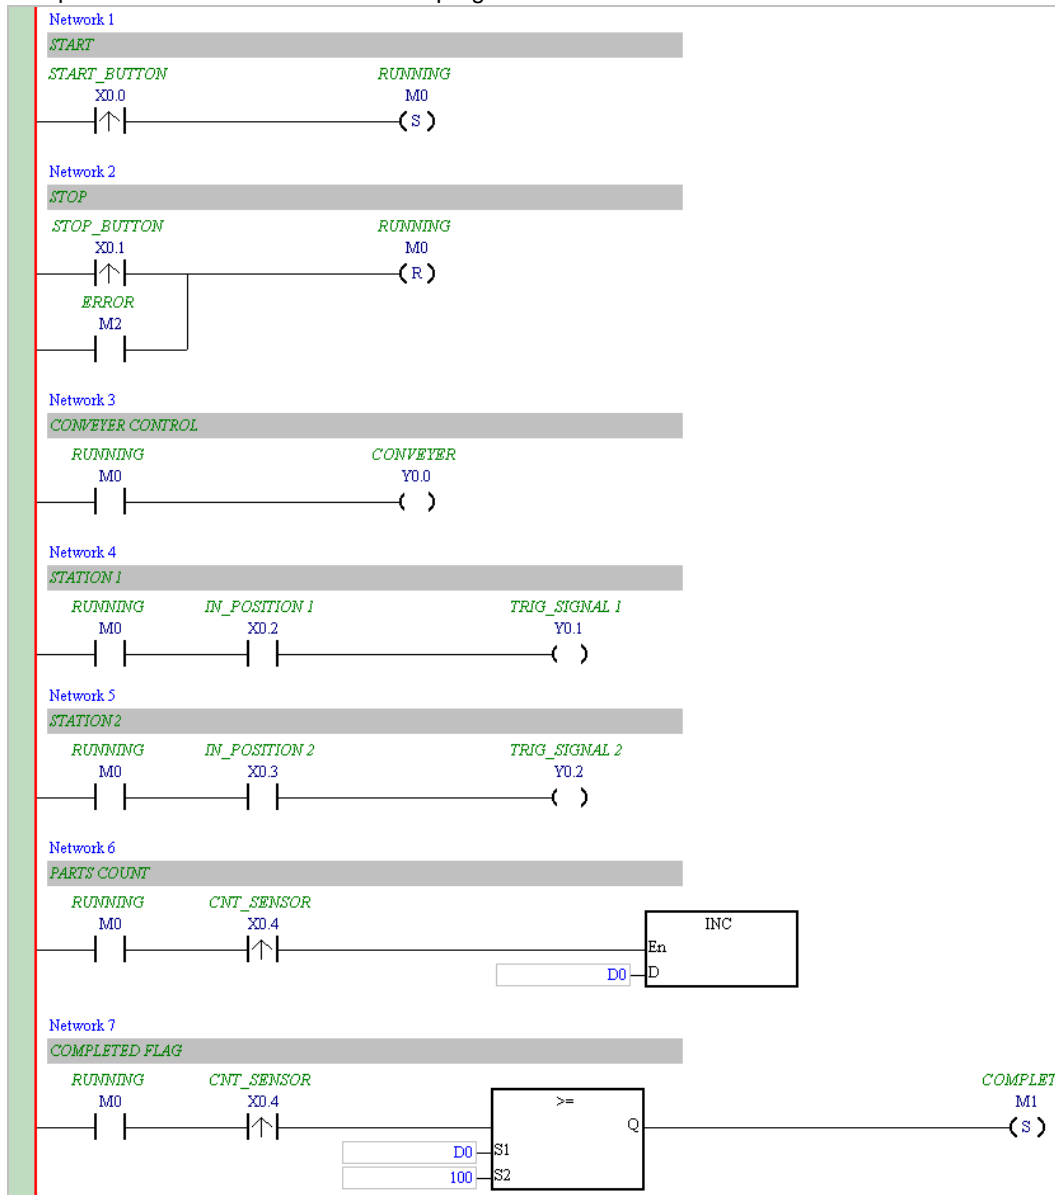 Network 1
START
START_BUTTON RUNNING
X0.0 M0
S
Network 2
STOP
STOP_BUTTON RUNNING
X0.1 M0
R
ERROR
M2
Network 3
CONVEYER CONTROL
RUNNING CONVEYER
M0 Y0.0
Network 4
STATION 1
RUNNING IN_POSITION 1 TRIG_SIGNAL 1
M0 X0.2 Y0.1
Network 5
STATION2
RUNNING IN_POSITION 2 TRIG_SIGNAL 2
M0 X0.3 Y0.2
Network 6
PARTS COUNT
RUNNING CNT_SENSOR
M0 X0.4 INC
En
D0 D
Network 7
COMPLETED FLAG
RUNNING CNT_SENSOR COMPLET
M0 X0.4 >= M1
Q S
D0 S1
100 S2